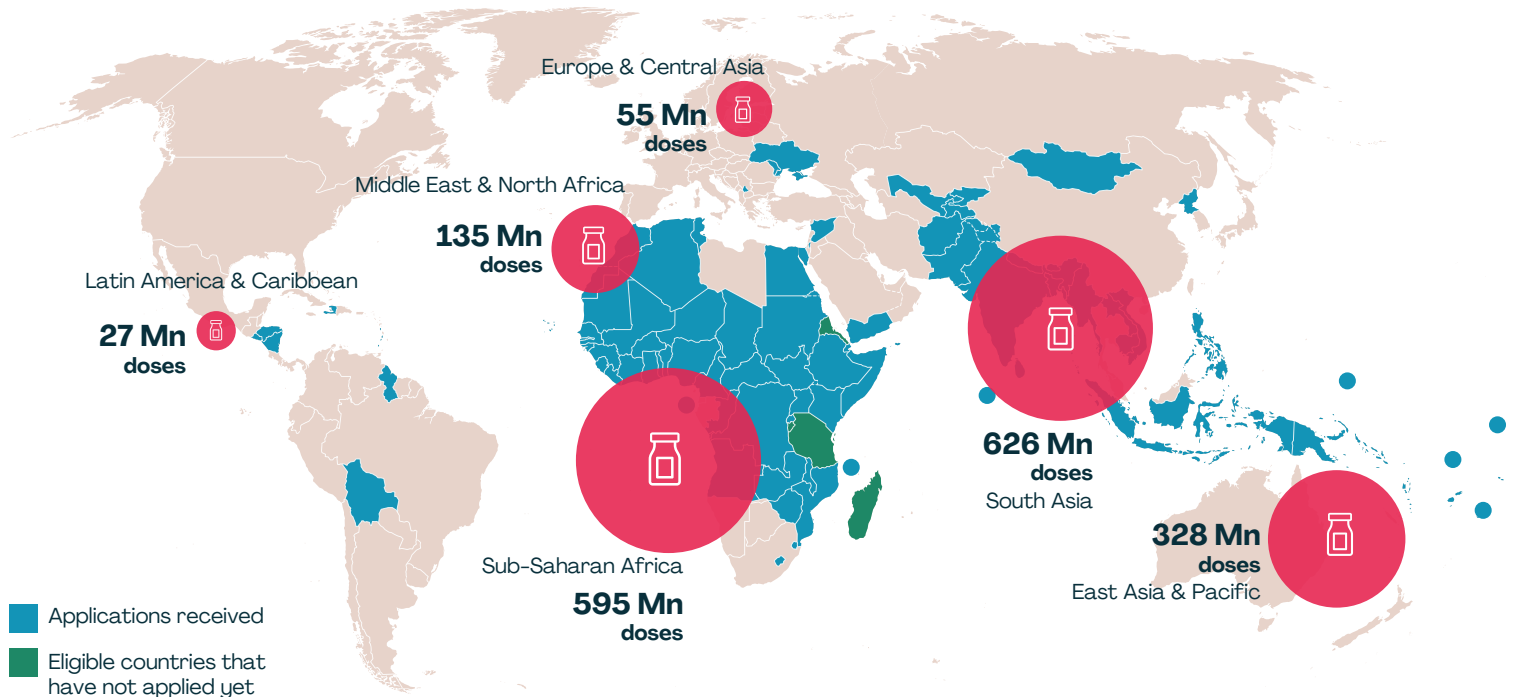 Europe & Central Asia
55 Mn
doses
Middle East & North Africa
135 Mn
doses
Latin America & Caribbean
27 Mn
doses
626 Mn
doses
South Asia
328 Mn
doses
East Asia & Pacific
Sub-Saharan Africa
595 Mn
doses
Applications received
Eligible countries that
have not applied yet